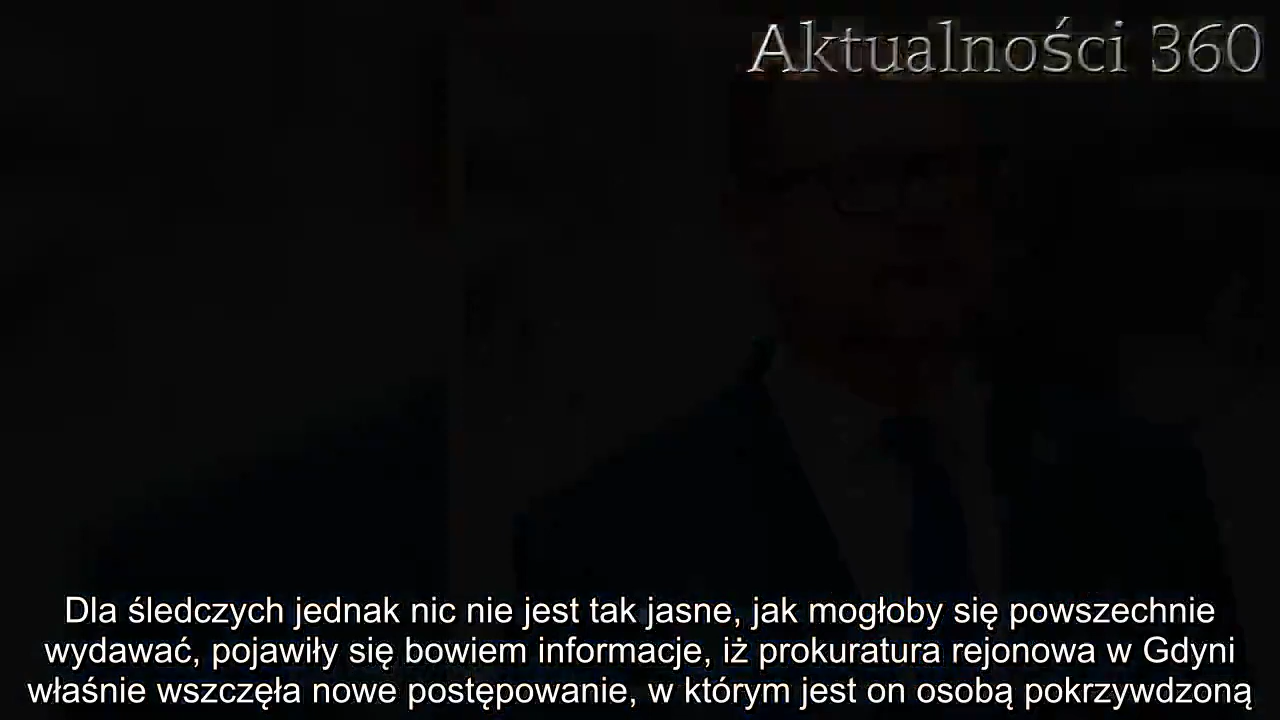 Aktualności 360
Dla śledczych jednak nic nie jest tak jasne, jak mogłoby się powszechnie
wydawać, pojawiły się bowiem informacje, iż prokuratura rejonowa w Gdyni
właśnie wszczęła nowe postępowanie, w którym jest on osobą pokrzywdzoną